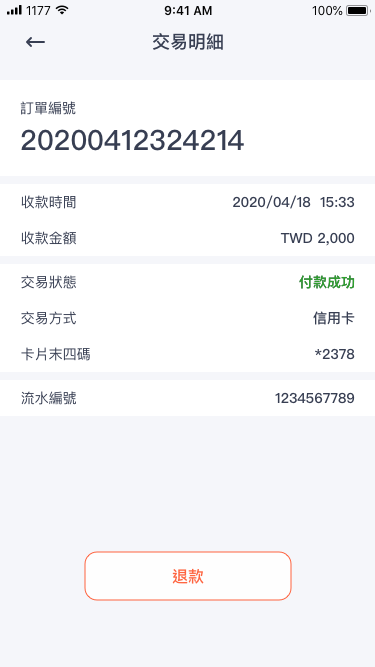 1177 9:41 AM 100%
← 交易明細
訂單編號
20200412324214
收款時間 2020/04/18 15:33
收款金額 TWD 2,000
交易狀態 付款成功
交易方式 信用卡
卡片末四碼 *2378
流水編號 1234567789
退款